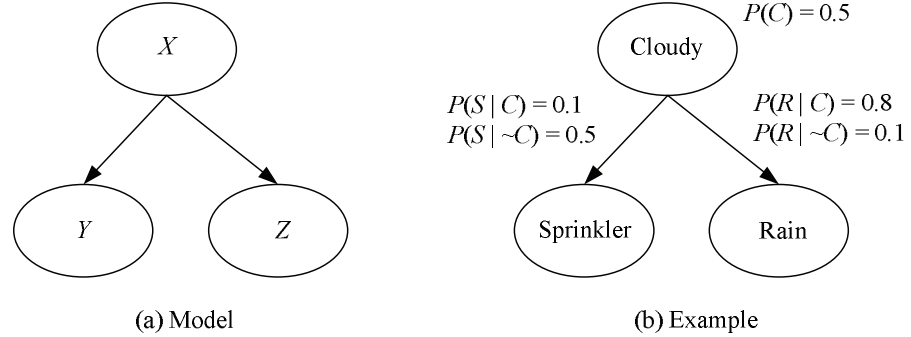 X
Y
Z
(a) Model
P(C) = 0.5
Cloudy
P(S | C) = 0.1
P(S | ~C) = 0.5
P(R | C) = 0.8
P(R | ~C) = 0.1
Sprinkler
Rain
(b) Example